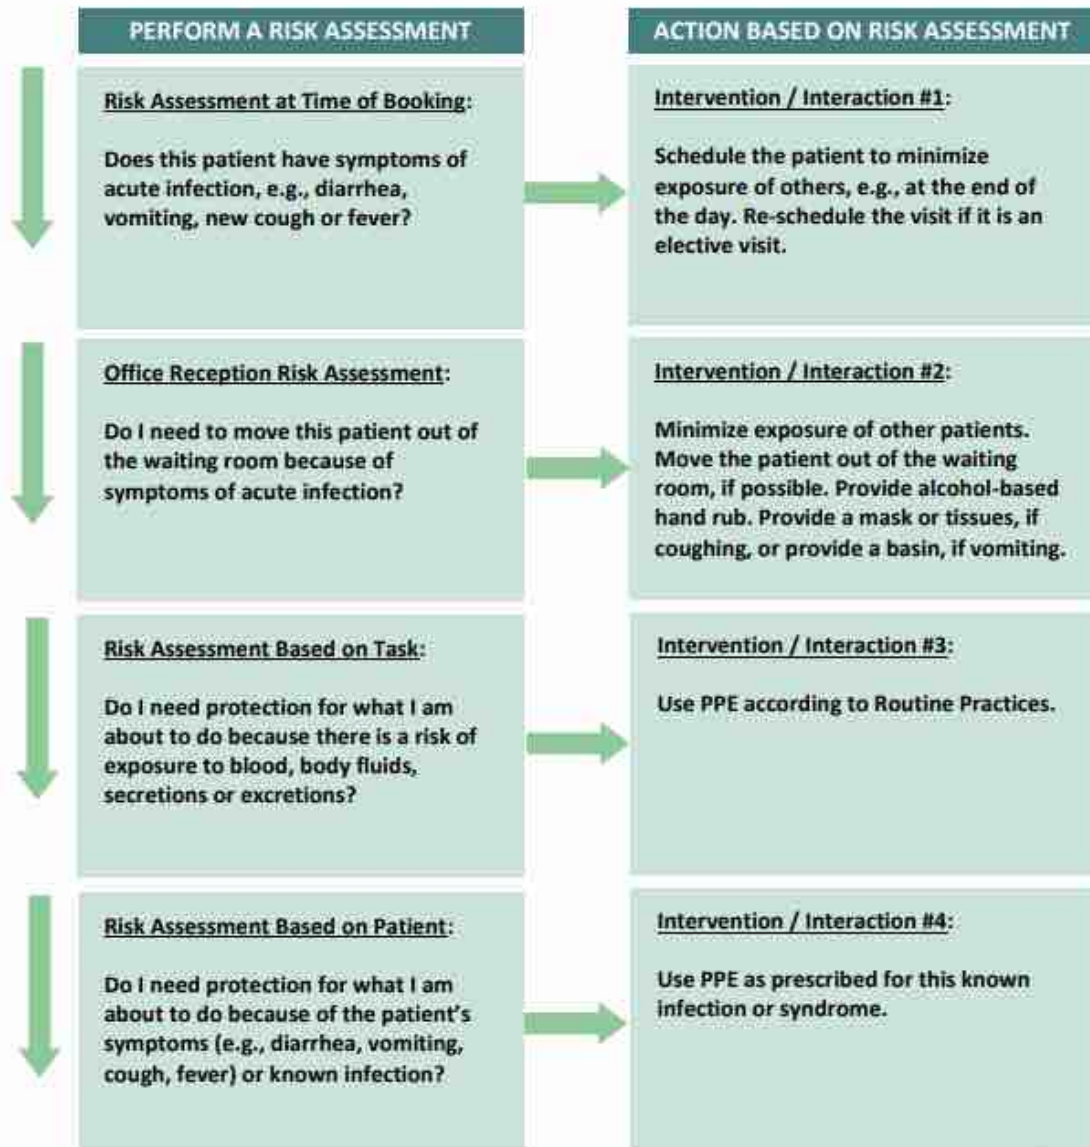 PERFORM A RISK ASSESSMENT
ACTION BASED ON RISK ASSESSMENT
Risk Assessment at Time of Booking:
Does this patient have symptoms of
acute infection, e.g., diarrhea,
vomiting, new cough or fever?
Intervention / Interaction #1:
Schedule the patient to minimize
exposure of others, e.g., at the end of
the day. Re-schedule the visit if it is an
elective visit.
Office Reception Risk Assessment:
Do I need to move this patient out of
the waiting room because of
symptoms of acute infection?
Intervention / Interaction #2:
Minimize exposure of other patients.
Move the patient out of the waiting
room, if possible. Provide alcohol-based
hand rub. Provide a mask or tissues, if
coughing, or provide a basin, if vomiting.
Risk Assessment Based on Task:
Do I need protection for what I am
about to do because there is a risk of
exposure to blood, body fluids,
secretions or excretions?
Intervention / Interaction #3:
Use PPE according to Routine Practices.
Risk Assessment Based on Patient:
Do I need protection for what I am
about to do because of the patient's
symptoms (e.g., diarrhea, vomiting,
cough, fever) or known infection?
Intervention / Interaction #4:
Use PPE as prescribed for this known
infection or syndrome.